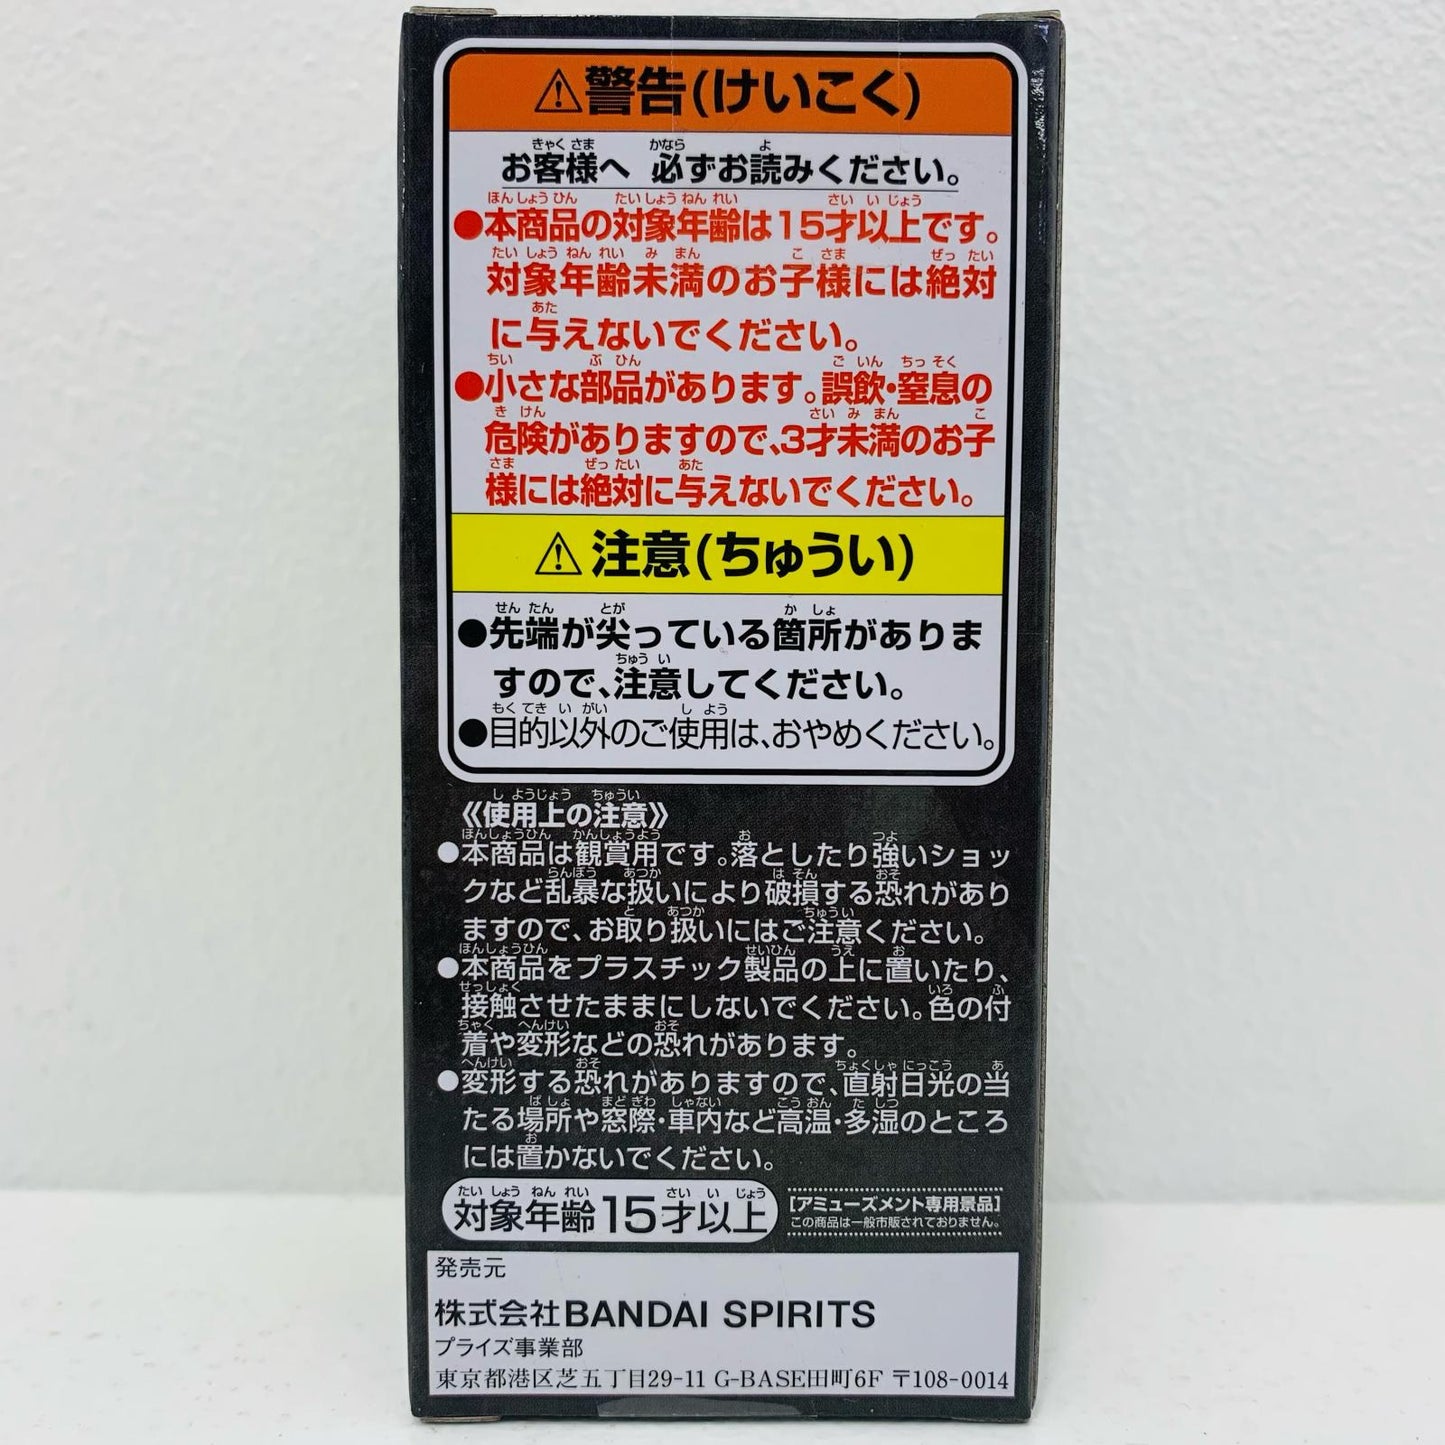 ⚠警告(けいこく)
お客様へ 必ずお読みください。
●本商品の対象年齢は15才以上です。
対象年齢未満のお子様には絶対
に与えないでください。
●小さな部品があります。誤飲・窒息の
危険がありますので、3才未満のお子
様には絶対に与えないでください。
⚠注意(ちゅうい)
●先端が尖っている箇所がありま
すので、注意してください。
●目的以外のご使用は、おやめください。
《使用上の注意》
●本商品は観賞用です。落としたり強いショッ
クなど乱暴な扱いにより破損する恐れがあり
ますので、お取り扱いにはご注意ください。
●本商品をプラスチック製品の上に置いたり、
接触させたままにしないでください。色の付
着や変形などの恐れがあります。
●変形する恐れがありますので、直射日光の当
たる場所や窓際・車内など高温・多湿のところ
には置かないでください。
対象年齢15才以上
[アミューズメント専用景品]
この商品は一般市販されておりません。
発売元
株式会社BANDAI SPIRITS
プライズ事業部
東京都港区芝五丁目29-11 G-BASE田町6F 〒108-0014